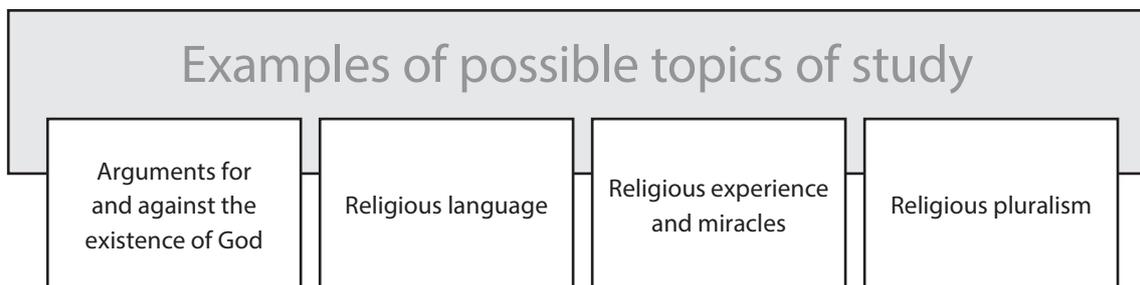 Examples of possible topics of study
Arguments for
and against the
existence of God
Religious language
Religious experience
and miracles
Religious pluralism